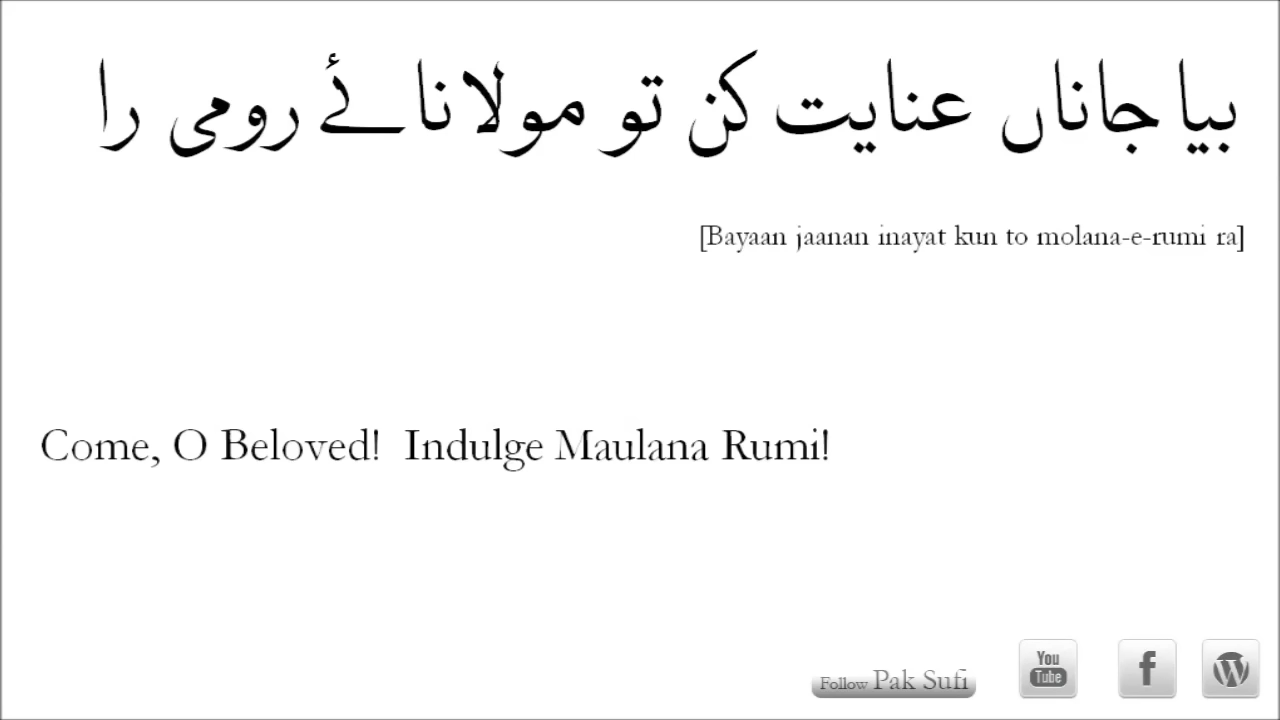 بیا جاناں عنایت کن تو مولانائے رومی را
[Bayaan jaanan inayat kun to molana-e-rumi ra]
Come, O Beloved!  Indulge Maulana Rumi!
Follow Pak Sufi
You
Tube
f
W